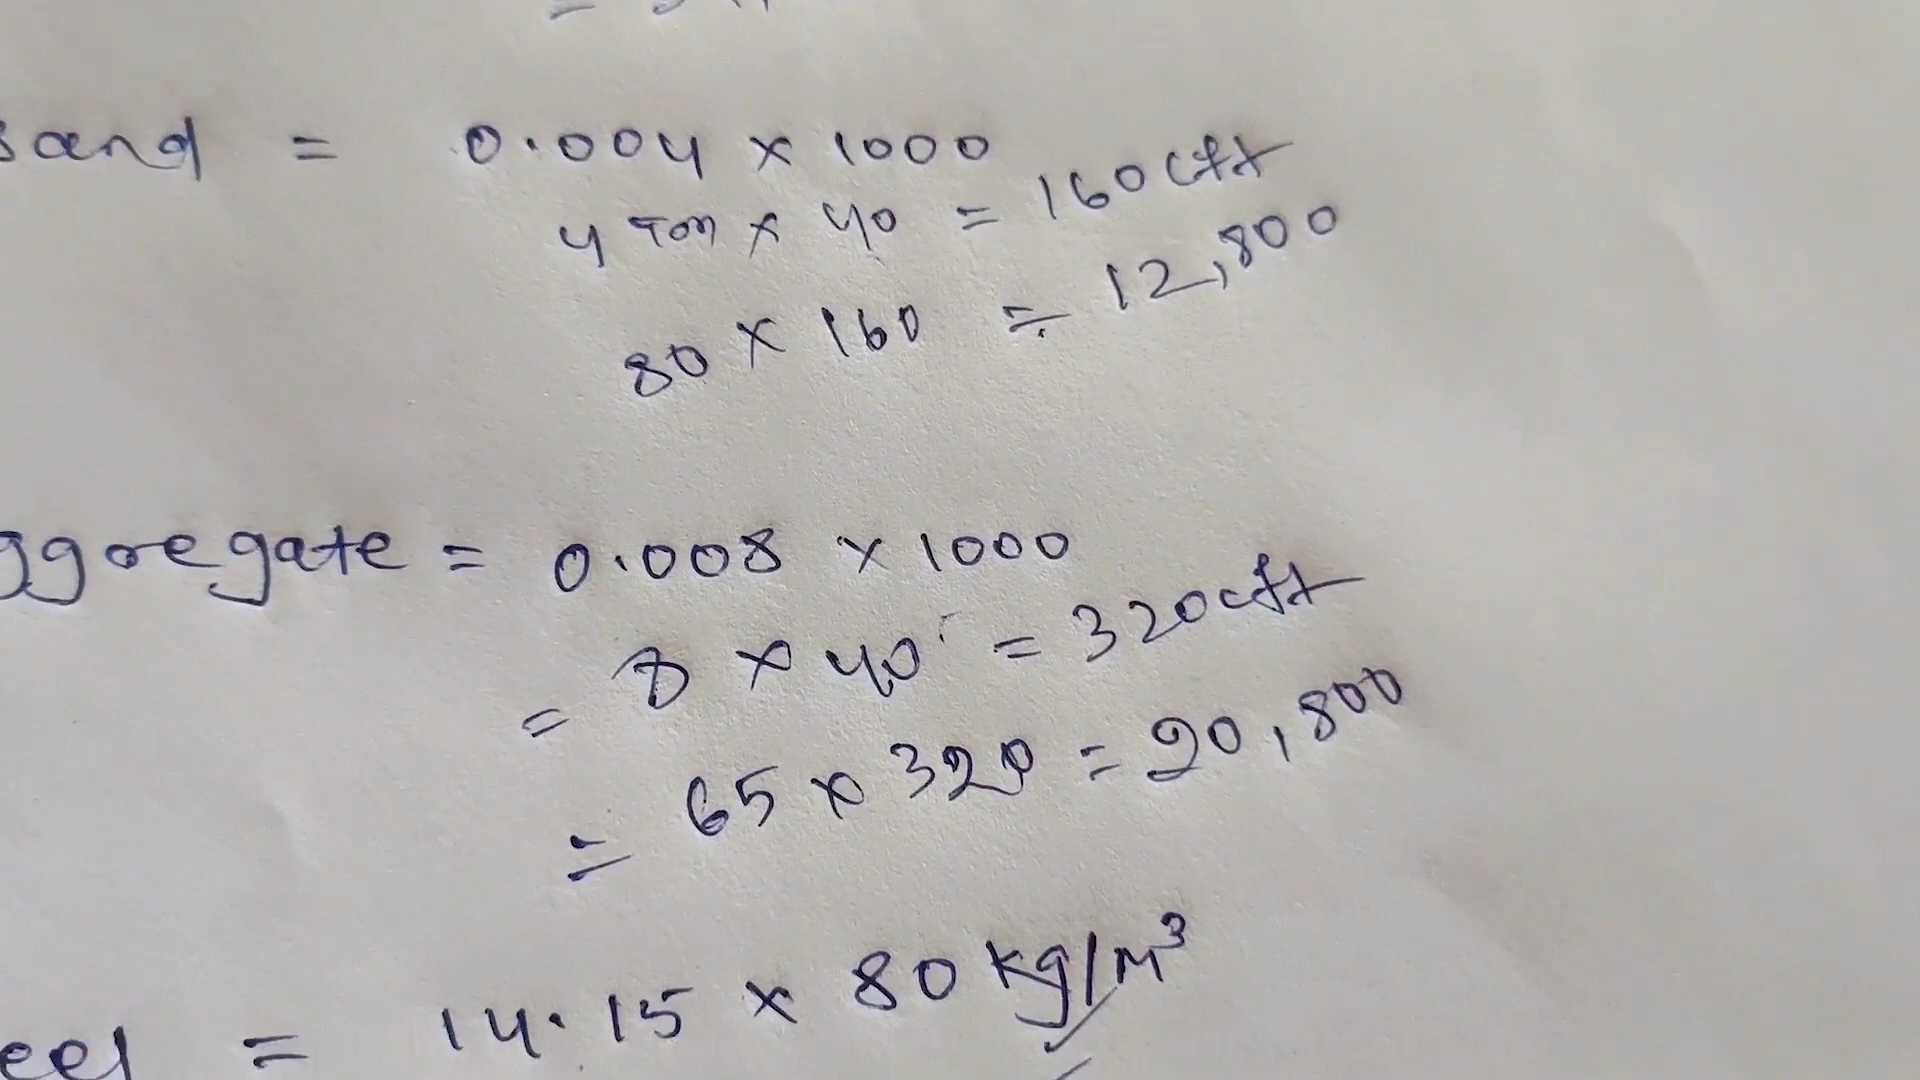 sand = 0.004 x 1000
4 Ton x 40 = 160 cft
80 x 160 = 12,800
ggregate = 0.008 x 1000
= 8 x 40 = 320 cft
= 65 x 320 = 20,800
eel = 14.15 x 80 kg/m³